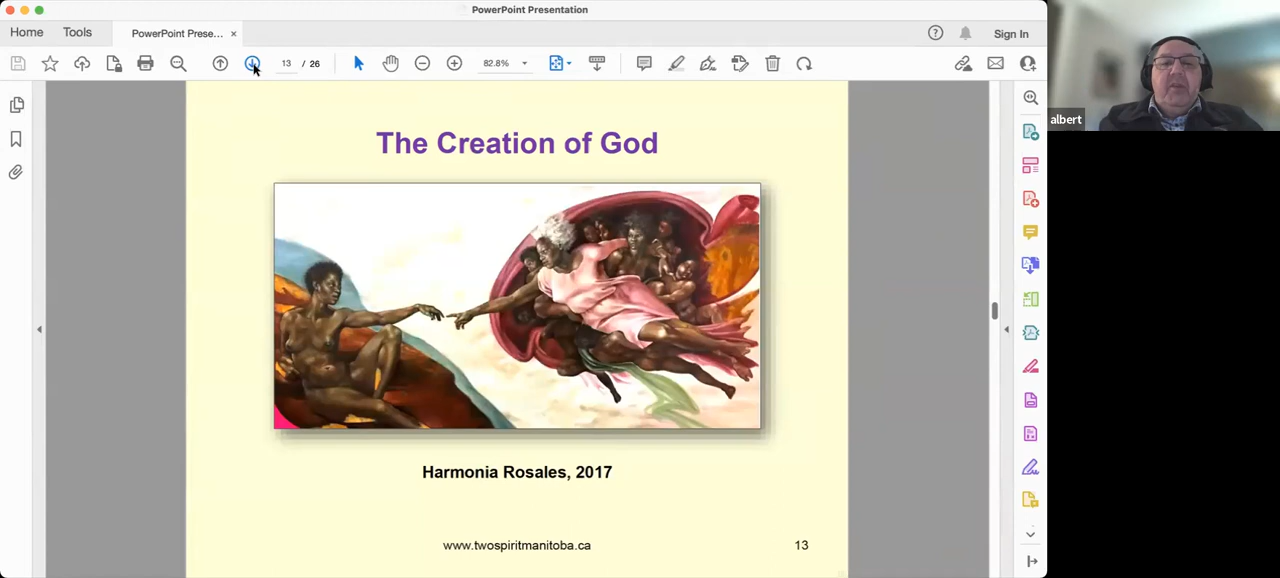 PowerPoint Presentation
Home Tools PowerPoint Prese... × Sign In
13 / 26 82.8%
albert
The Creation of God
Harmonia Rosales, 2017
www.twospiritmanitoba.ca 13